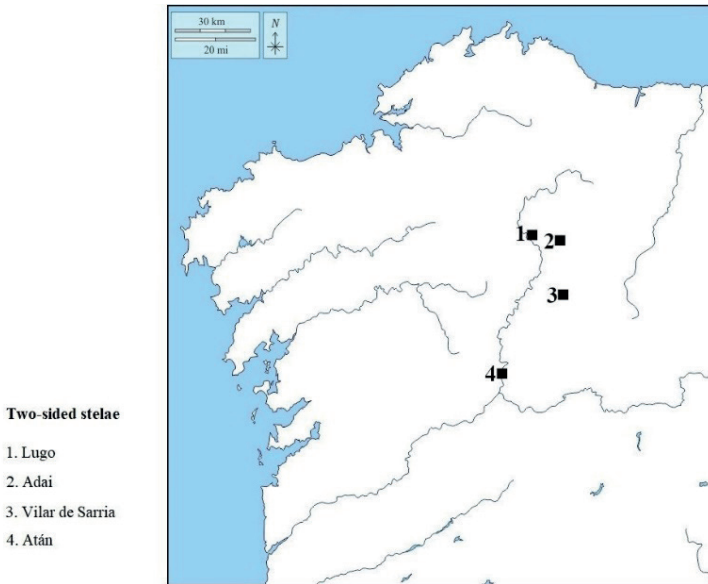 30 km
20 mi
N
1
2
3
4
Two-sided stelae
1. Lugo
2. Adai
3. Vilar de Sarria
4. Atán